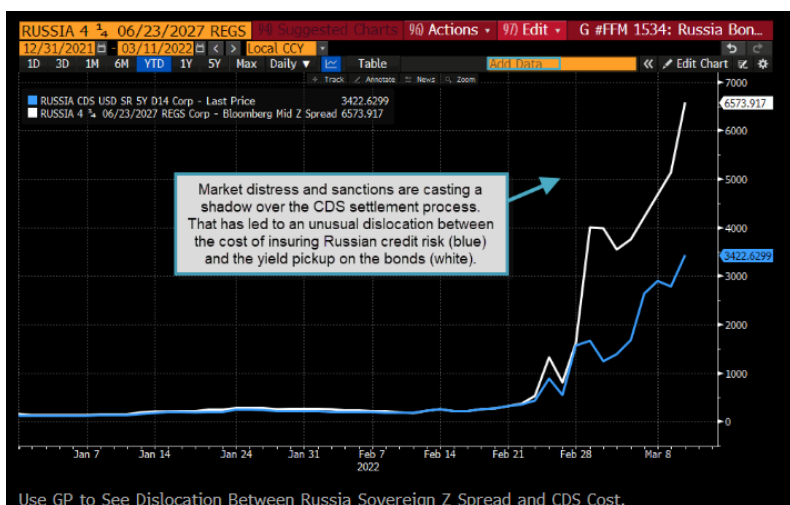 RUSSIA 4 ¼ 06/23/2027 REGS 94) Suggested Charts 96) Actions 97) Edit G #FFM 1534: Russia Bon...
12/31/2021 - 03/11/2022 < > Local CCY
1D 3D 1M 6M YTD 1Y 5Y Max Daily ▼ Table Add Data « Edit Chart
+ Track Annotate News Zoom
RUSSIA CDS USD SR 5Y D14 Corp - Last Price 3422.6299
RUSSIA 4 ¼ 06/23/2027 REGS Corp - Bloomberg Mid Z Spread 6573.917
Market distress and sanctions are casting a
shadow over the CDS settlement process.
That has led to an unusual dislocation between
the cost of insuring Russian credit risk (blue)
and the yield pickup on the bonds (white).
7000
6573.917
6000
5000
4000
3422.6299
3000
2000
1000
0
Jan 7 Jan 14 Jan 24 Jan 31 Feb 7 Feb 14 Feb 21 Feb 28 Mar 8
2022
Use GP to See Dislocation Between Russia Sovereign Z Spread and CDS Cost.